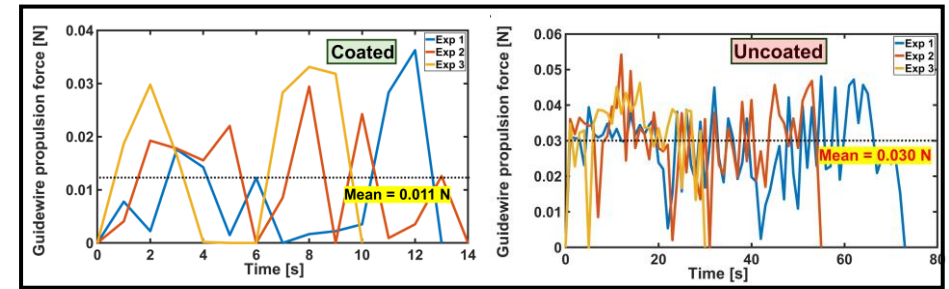 Guidewire propulsion force [N]
0.04
0.03
0.02
0.01
0
Coated
Exp 1
Exp 2
Exp 3
Mean = 0.011 N
0 2 4 6 8 10 12 14
Time [s]
Guidewire propulsion force [N]
0.06
0.05
0.04
0.03
0.02
0.01
0
Uncoated
Exp 1
Exp 2
Exp 3
Mean = 0.030 N
0 20 40 60 80
Time [s]